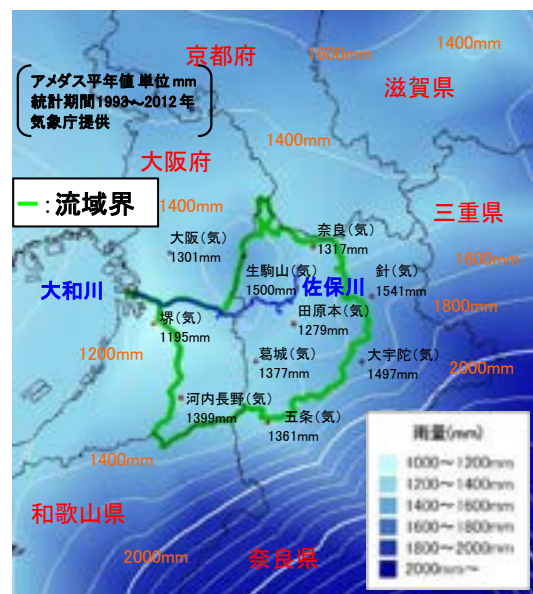 京都府
1600mm
1400mm
滋賀県
アメダス平年値 単位mm
統計期間1993～2012年
気象庁提供
1400mm
大阪府
ー：流域界
1400mm
三重県
奈良（気）
1317mm
大阪（気）
1301mm
1600mm
生駒山（気）
1500mm
佐保川
針（気）
1541mm
大和川
1800mm
田原本（気）
1279mm
堺（気）
1195mm
1200mm
葛城（気）
1377mm
大宇陀（気）
1497mm
2000mm
河内長野（気）
1399mm
五条（気）
1361mm
雨量(mm)
1000～1200mm
1200～1400mm
1400～1600mm
1600～1800mm
1800～2000mm
2000mm～
1400mm
和歌山県
2000mm
奈良県